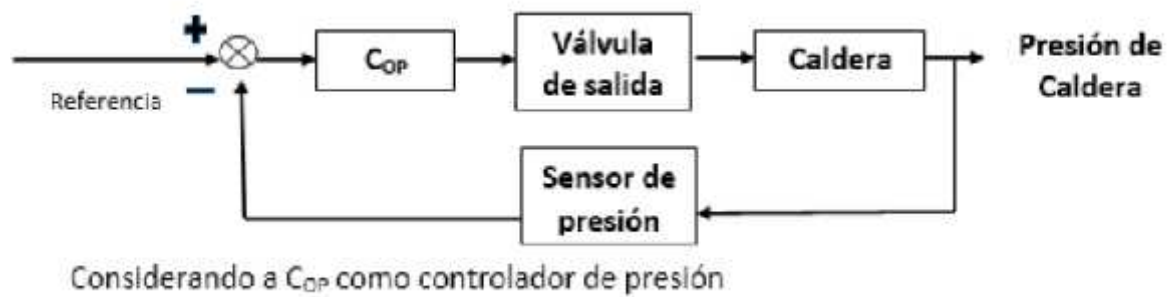 +
Referencia
−
C_OP
Válvula
de salida
Caldera
Presión de
Caldera
Sensor de
presión
Considerando a C_OP como controlador de presión